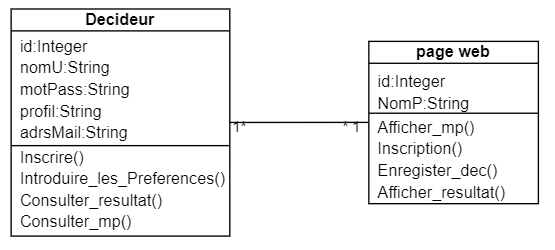 Decideur
id:Integer
nomU:String
motPass:String
profil:String
adrsMail:String
Inscrire()
Introduire_les_Preferences()
Consulter_resultat()
Consulter_mp()
1*
* 1
page web
id:Integer
NomP:String
Afficher_mp()
Inscription()
Enregister_dec()
Afficher_resultat()